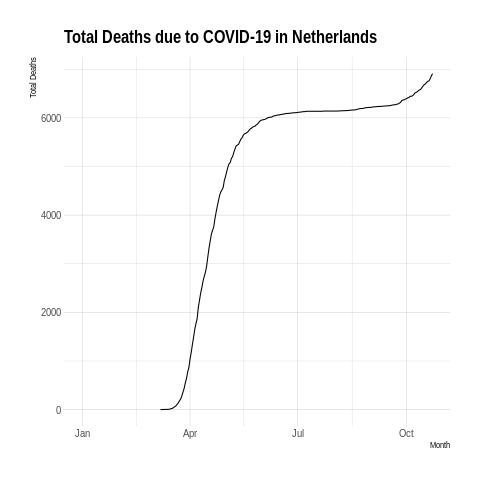 Total Deaths due to COVID-19 in Netherlands
Total Deaths
6000
4000
2000
0
Jan Apr Jul Oct
Month